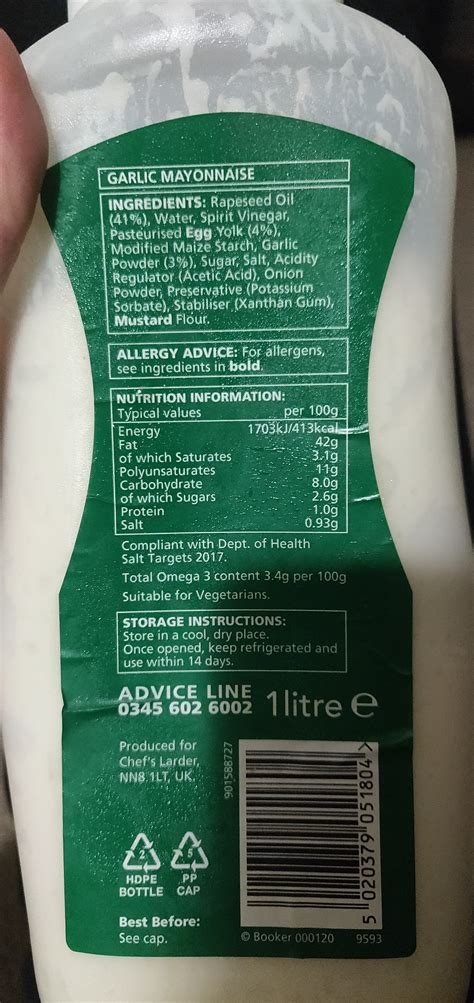 GARLIC MAYONNAISE
INGREDIENTS: Rapeseed Oil
(41%), Water, Spirit Vinegar,
Pasteurised Egg Yolk (4%),
Modified Maize Starch, Garlic
Powder (3%), Sugar, Salt, Acidity
Regulator (Acetic Acid), Onion
Powder, Preservative (Potassium
Sorbate), Stabiliser (Xanthan Gum),
Mustard Flour.
ALLERGY ADVICE: For allergens,
see ingredients in bold.
NUTRITION INFORMATION:
Typical values per 100g
Energy 1703kJ/413kcal
Fat 42g
of which Saturates 3.1g
Polyunsaturates 11g
Carbohydrate 8.0g
of which Sugars 2.6g
Protein 1.0g
Salt 0.93g
Compliant with Dept. of Health
Salt Targets 2017.
Total Omega 3 content 3.4g per 100g
Suitable for Vegetarians.
STORAGE INSTRUCTIONS:
Store in a cool, dry place.
Once opened, keep refrigerated and
use within 14 days.
ADVICE LINE
0345 602 6002 1litre e
Produced for
Chef's Larder,
NN8 1LT, UK.
901588727
5 020379 051804 >
2 5
HDPE PP
BOTTLE CAP
Best Before:
See cap.
© Booker 000120 9S93